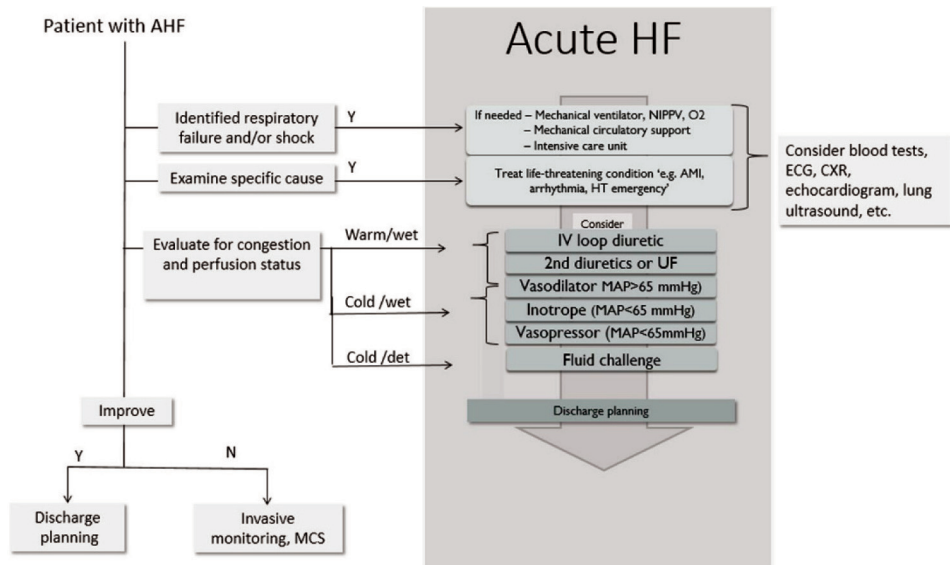 Patient with AHF
Acute HF
Identified respiratory
failure and/or shock
Y
If needed – Mechanical ventilator, NIPPV, O2
– Mechanical circulatory support
– Intensive care unit
Consider blood tests,
ECG, CXR,
echocardiogram, lung
ultrasound, etc.
Examine specific cause
Y
Treat life-threatening condition 'e.g. AMI,
arrhythmia, HT emergency'
Consider
Evaluate for congestion
and perfusion status
Warm/wet
IV loop diuretic
2nd diuretics or UF
Vasodilator MAP>65 mmHg)
Cold /wet
Inotrope (MAP<65 mmHg)
Vasopressor (MAP<65mmHg)
Cold /det
Fluid challenge
Improve
Discharge planning
Y
N
Discharge
planning
Invasive
monitoring, MCS